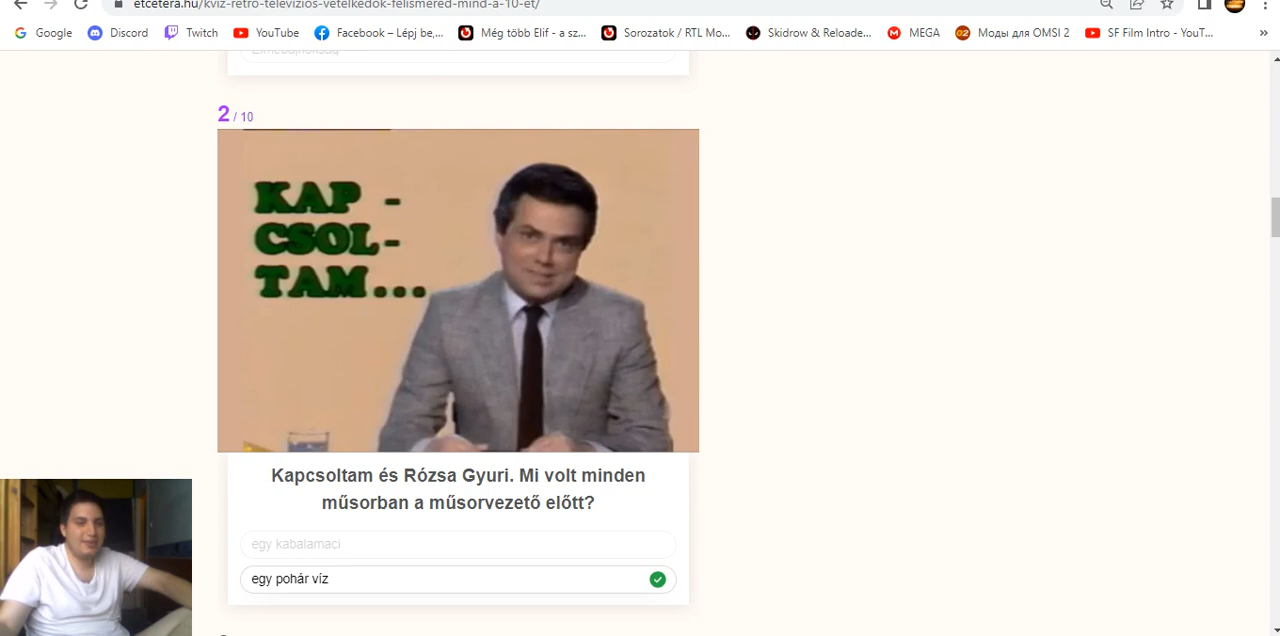 etcetera.hu/kviz-retro-televizios-vetelkedok-felismered-mind-a-10-et/
Google
Discord
Twitch
YouTube
Facebook – Lépj be,...
Még több Elif - a sz...
Sorozatok / RTL Mo...
Skidrow & Reloade...
MEGA
Моды для OMSI 2
SF Film Intro - YouT...
»
2 / 10
KAP -
CSOL-
TAM...
Kapcsoltam és Rózsa Gyuri. Mi volt minden
műsorban a műsorvezető előtt?
egy kabalamaci
egy pohár víz